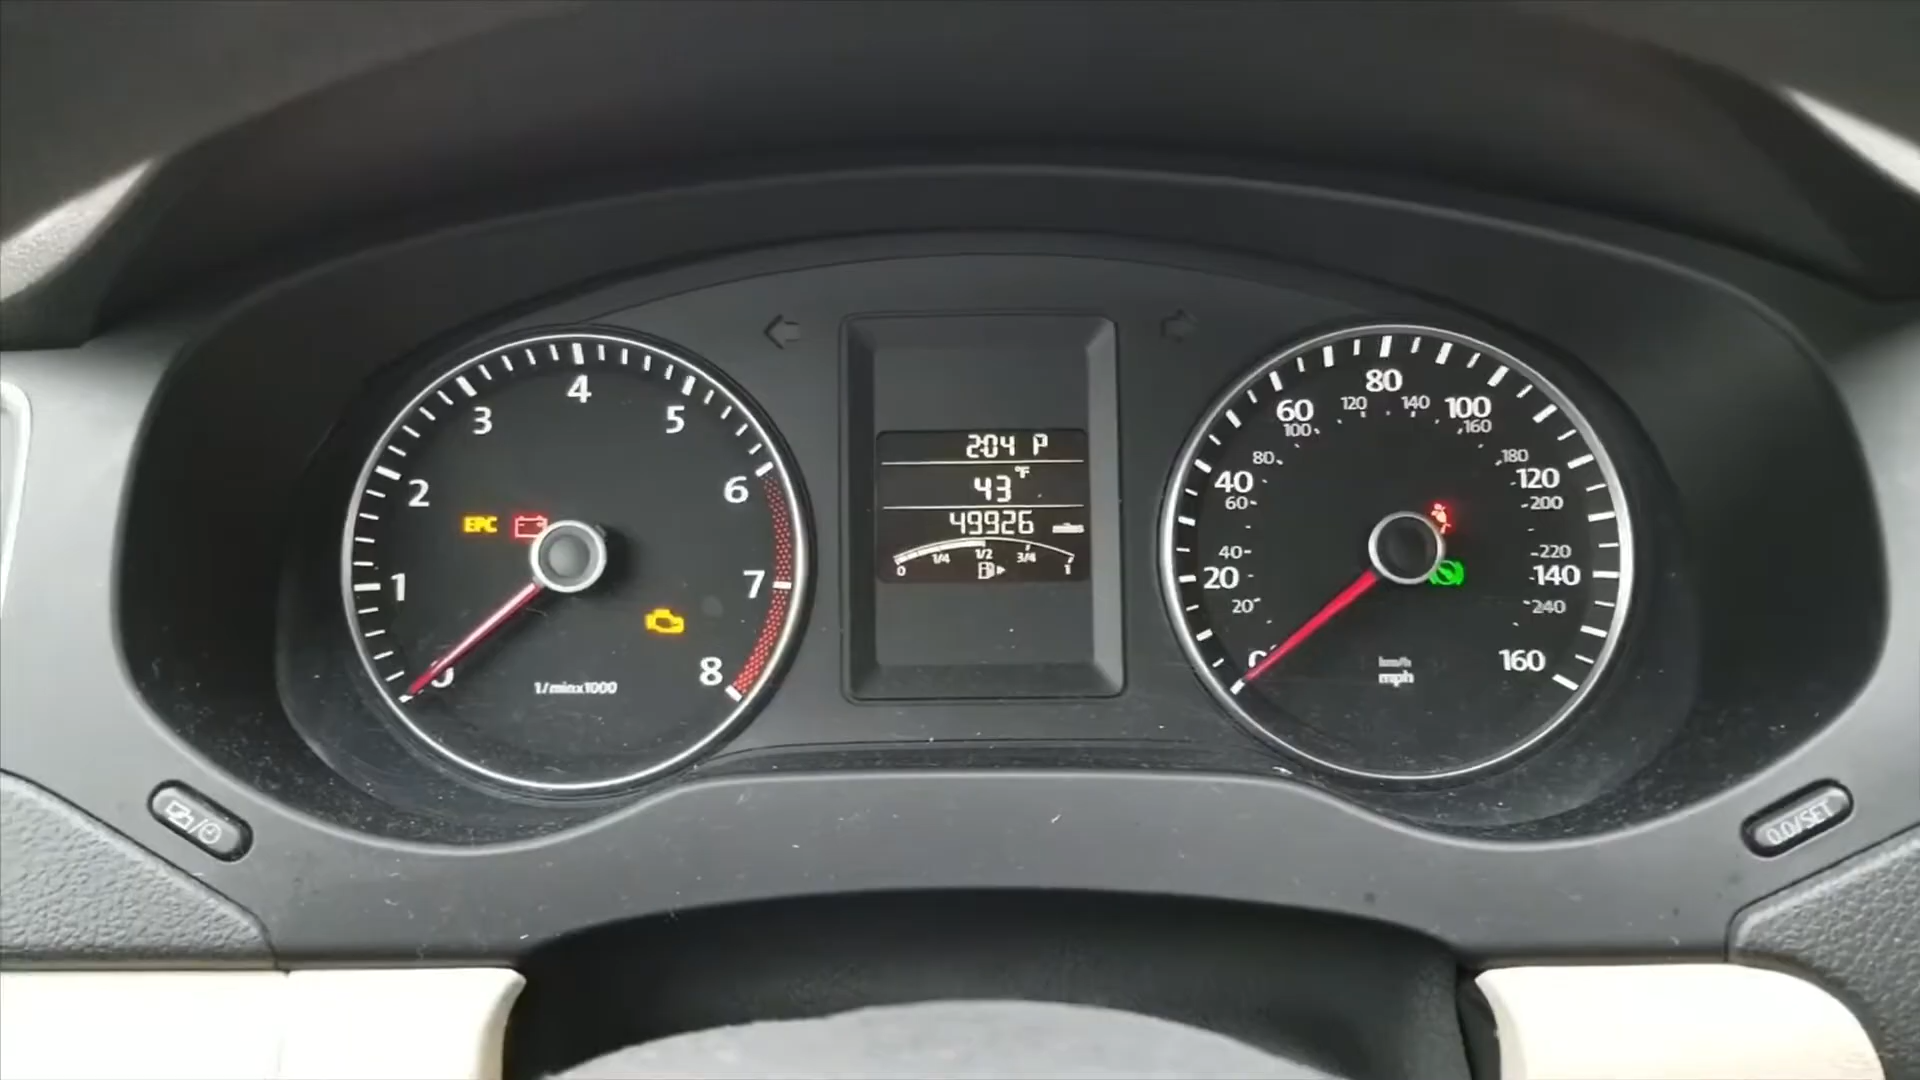 4
3
5
2
6
EPC
1
7
0
8
1/minx1000
2:04 P
43 °F
49926 miles
1/4 1/2 3/4
0 1
80
60 120 140 100
100 160
80 180
40 120
60 200
40 220
20 140
20 240
0 km/h 160
mph
0.0/SET